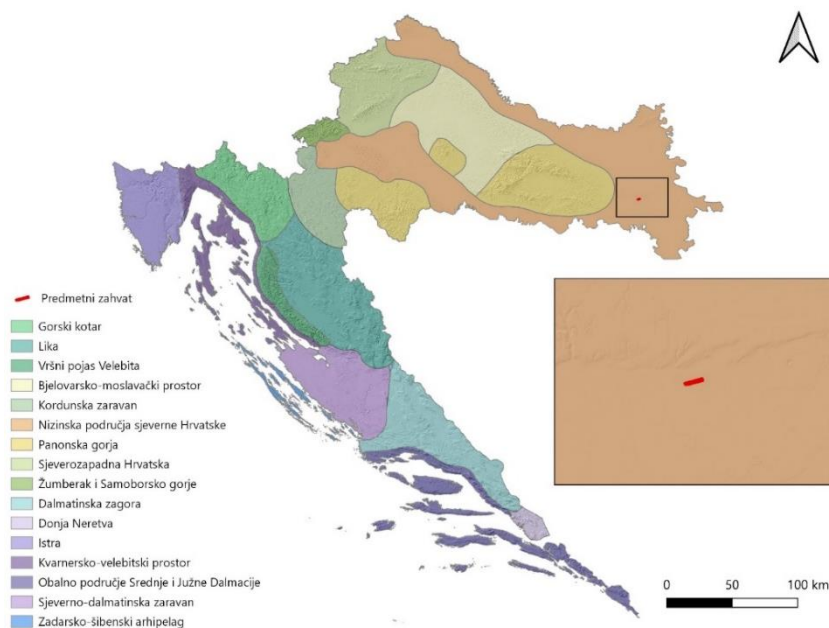 Predmetni zahvat
Gorski kotar
Lika
Vršni pojas Velebita
Bjelovarsko-moslavački prostor
Kordunska zaravan
Nizinska područja sjeverne Hrvatske
Panonska gorja
Sjeverozapadna Hrvatska
Žumberak i Samoborsko gorje
Dalmatinska zagora
Donja Neretva
Istra
Kvarnersko-velebitski prostor
Obalno područje Srednje i Južne Dalmacije
Sjeverno-dalmatinska zaravan
Zadarsko-šibenski arhipelag
0 50 100 km